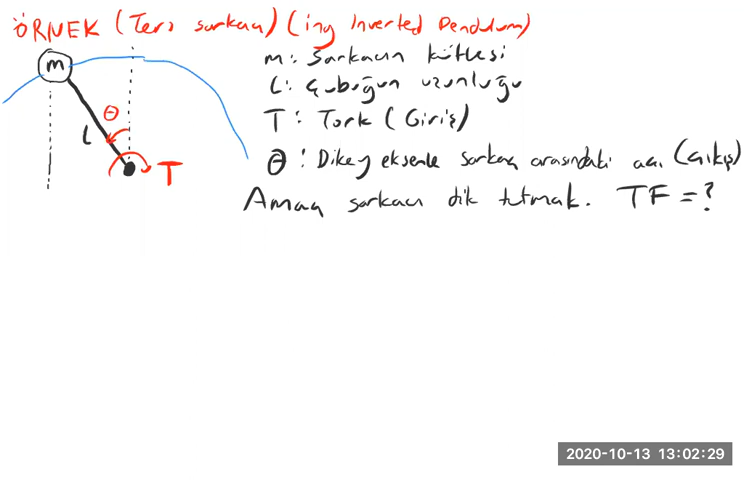 ÖRNEK (Ters sarkaç) (ing Inverted Pendulum)
m: Sarkacın kütlesi
m
L: Çubuğun uzunluğu
θ
L
T: Tork (Giriş)
T
θ: Dikey eksenle sarkaç arasındaki açı (Çıkış)
Amaç sarkacı dik tutmak. TF=?
2020-10-13 13:02:29